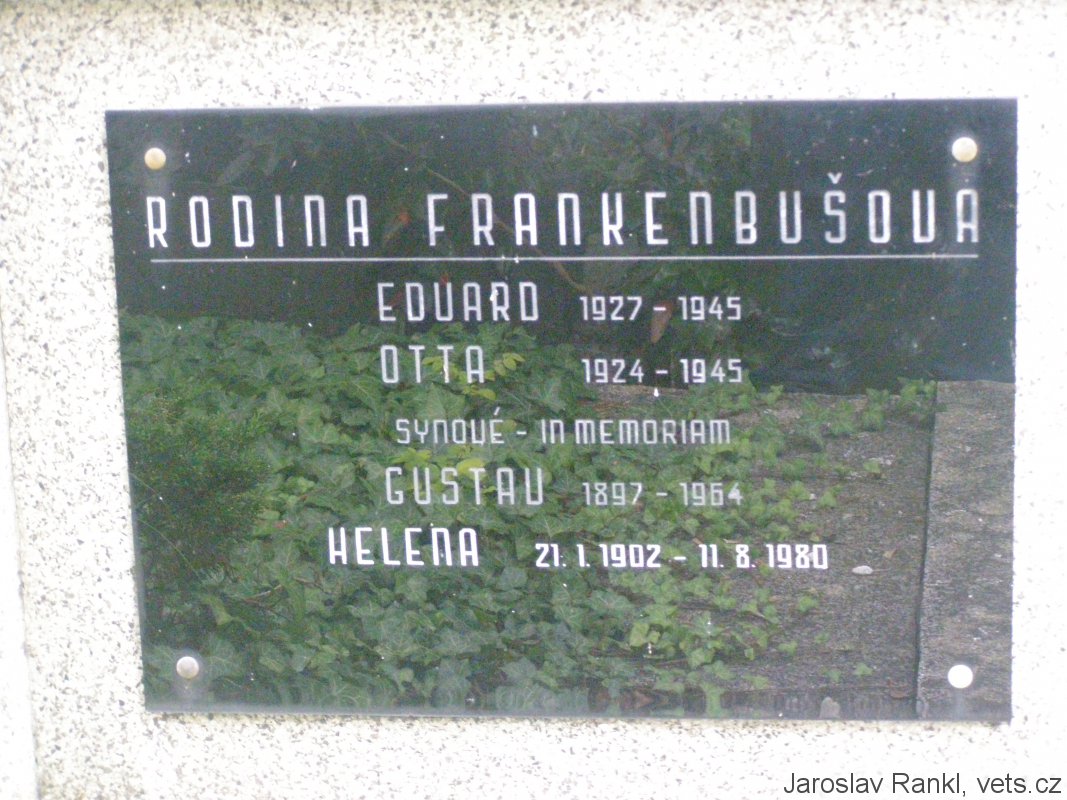 RODINA FRANKENBUŠOVA
EDUARD 1927 - 1945
OTTA 1924 - 1945
SYNOVÉ - IN MEMORIAM
GUSTAV 1897 - 1964
HELENA 21. 1. 1902 - 11. 8. 1980
Jaroslav Rankl, vets.cz